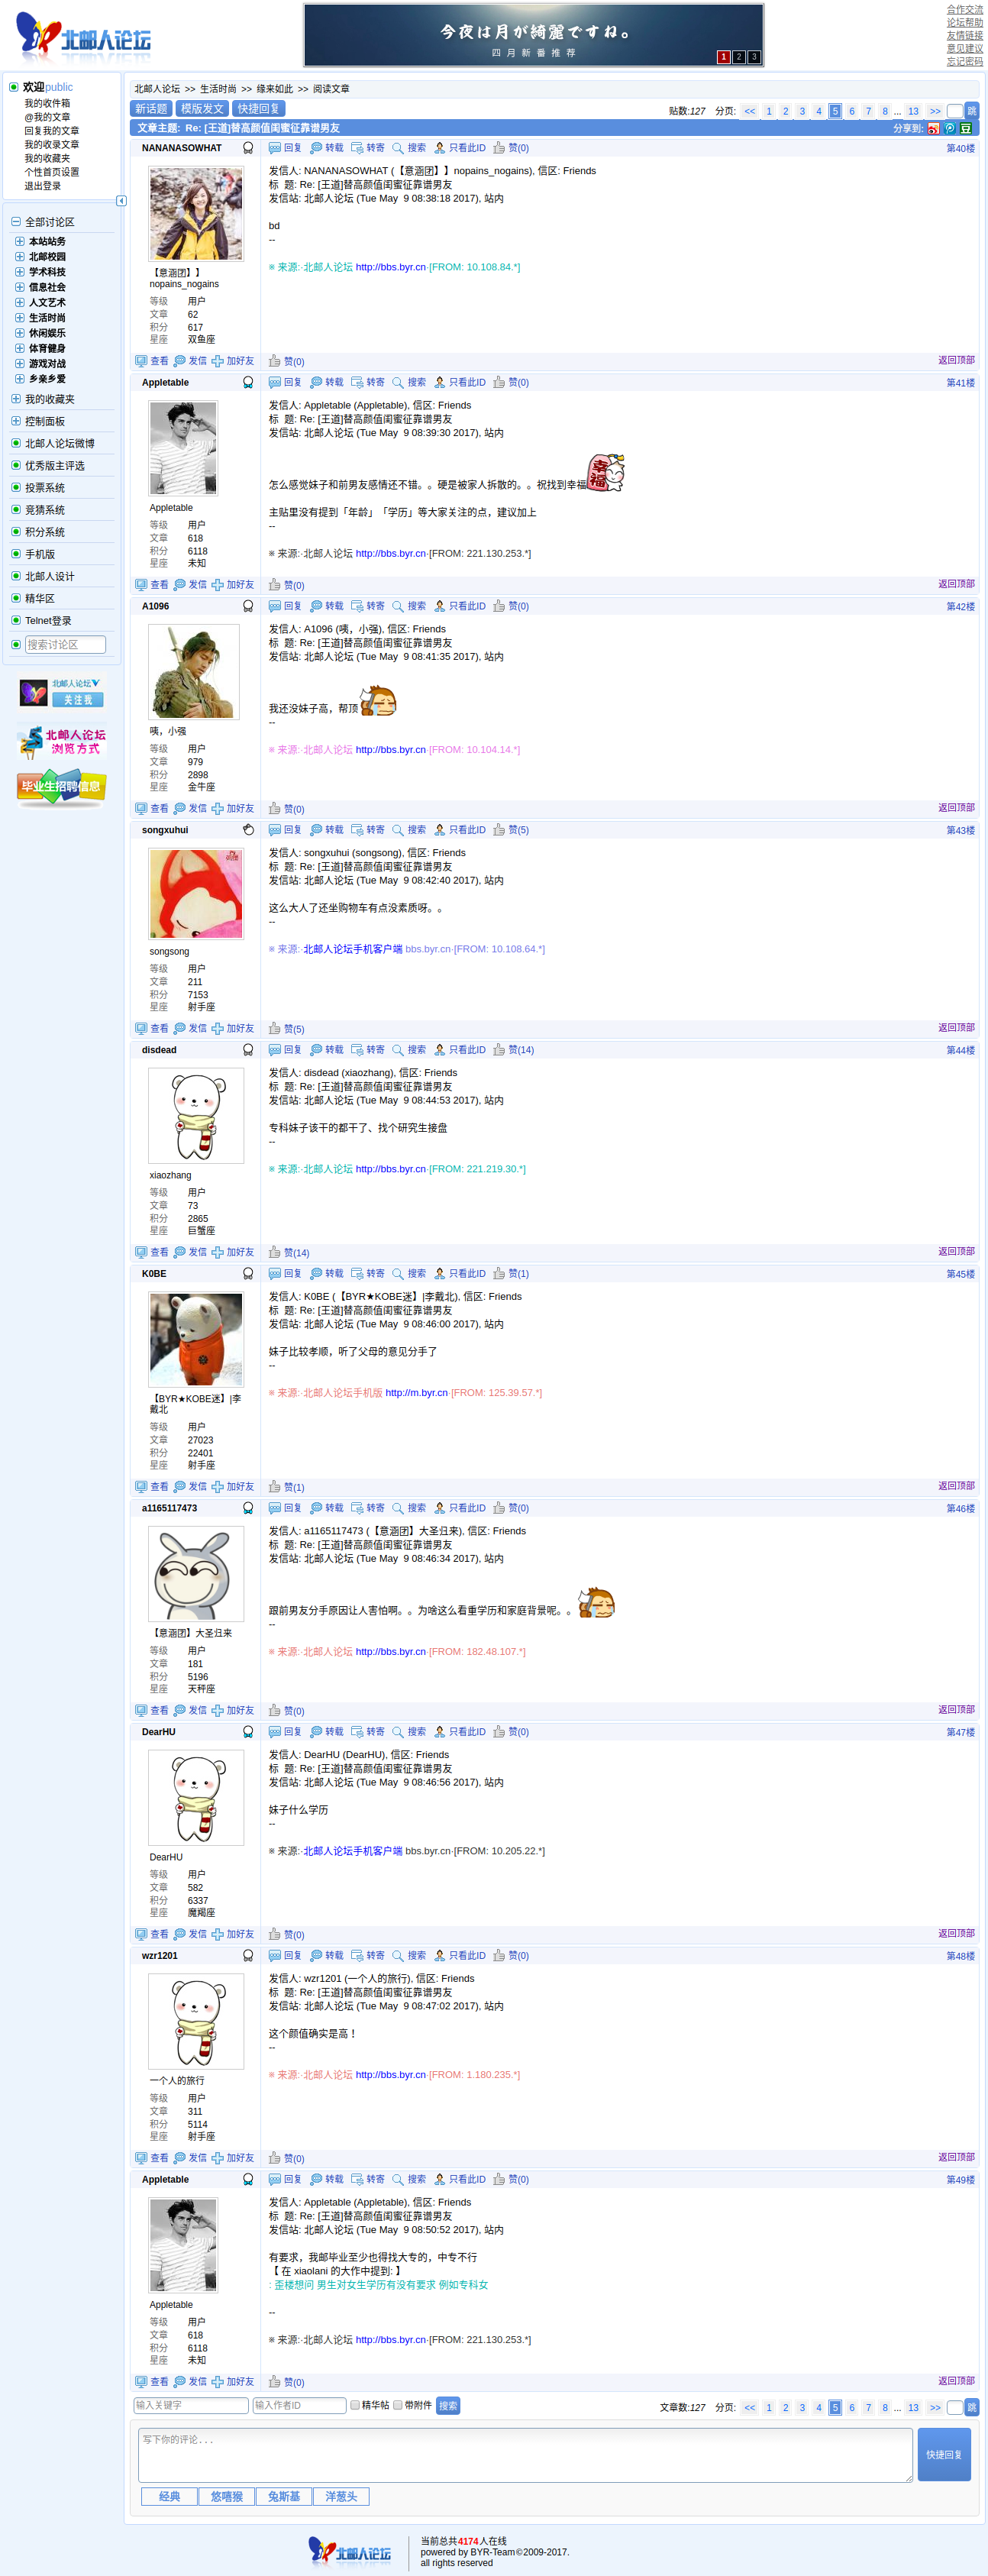 北邮人论坛
今夜は月が綺麗ですね。
四月新番推荐
1 2 3
合作交流
论坛帮助
友情链接
意见建议
忘记密码
欢迎public
我的收件箱
@我的文章
回复我的文章
我的收录文章
我的收藏夹
个性首页设置
退出登录
全部讨论区
本站站务
北邮校园
学术科技
信息社会
人文艺术
生活时尚
休闲娱乐
体育健身
游戏对战
乡亲乡爱
我的收藏夹
控制面板
北邮人论坛微博
优秀版主评选
投票系统
竞猜系统
积分系统
手机版
北邮人设计
精华区
Telnet登录
搜索讨论区
北邮人论坛
关注我
北邮人论坛
浏览方式
毕业生招聘信息
北邮人论坛 >> 生活时尚 >> 缘来如此 >> 阅读文章
新话题 模版发文 快捷回复
贴数:127 分页: << 1 2 3 4 5 6 7 8 ... 13 >> 跳
文章主题: Re: [王道]替高颜值闺蜜征靠谱男友
分享到: 豆
NANANASOWHAT
回复 转载 转寄 搜索 只看此ID 赞(0)
第40楼
【意涵团】】
nopains_nogains
等级 用户
文章 62
积分 617
星座 双鱼座
发信人: NANANASOWHAT (【意涵团】】nopains_nogains), 信区: Friends
标 题: Re: [王道]替高颜值闺蜜征靠谱男友
发信站: 北邮人论坛 (Tue May 9 08:38:18 2017), 站内
bd
--
※ 来源:·北邮人论坛 http://bbs.byr.cn·[FROM: 10.108.84.*]
查看 发信 加好友 赞(0) 返回顶部
Appletable
回复 转载 转寄 搜索 只看此ID 赞(0)
第41楼
Appletable
等级 用户
文章 618
积分 6118
星座 未知
发信人: Appletable (Appletable), 信区: Friends
标 题: Re: [王道]替高颜值闺蜜征靠谱男友
发信站: 北邮人论坛 (Tue May 9 08:39:30 2017), 站内
怎么感觉妹子和前男友感情还不错。。硬是被家人拆散的。。祝找到幸福
幸福
主贴里没有提到「年龄」「学历」等大家关注的点，建议加上
--
※ 来源:·北邮人论坛 http://bbs.byr.cn·[FROM: 221.130.253.*]
查看 发信 加好友 赞(0) 返回顶部
A1096
回复 转载 转寄 搜索 只看此ID 赞(0)
第42楼
咦，小强
等级 用户
文章 979
积分 2898
星座 金牛座
发信人: A1096 (咦，小强), 信区: Friends
标 题: Re: [王道]替高颜值闺蜜征靠谱男友
发信站: 北邮人论坛 (Tue May 9 08:41:35 2017), 站内
我还没妹子高，帮顶
--
※ 来源:·北邮人论坛 http://bbs.byr.cn·[FROM: 10.104.14.*]
查看 发信 加好友 赞(0) 返回顶部
songxuhui
回复 转载 转寄 搜索 只看此ID 赞(5)
第43楼
songsong
等级 用户
文章 211
积分 7153
星座 射手座
发信人: songxuhui (songsong), 信区: Friends
标 题: Re: [王道]替高颜值闺蜜征靠谱男友
发信站: 北邮人论坛 (Tue May 9 08:42:40 2017), 站内
这么大人了还坐购物车有点没素质呀。。
--
※ 来源:·北邮人论坛手机客户端 bbs.byr.cn·[FROM: 10.108.64.*]
查看 发信 加好友 赞(5) 返回顶部
disdead
回复 转载 转寄 搜索 只看此ID 赞(14)
第44楼
xiaozhang
等级 用户
文章 73
积分 2865
星座 巨蟹座
发信人: disdead (xiaozhang), 信区: Friends
标 题: Re: [王道]替高颜值闺蜜征靠谱男友
发信站: 北邮人论坛 (Tue May 9 08:44:53 2017), 站内
专科妹子该干的都干了、找个研究生接盘
--
※ 来源:·北邮人论坛 http://bbs.byr.cn·[FROM: 221.219.30.*]
查看 发信 加好友 赞(14) 返回顶部
K0BE
回复 转载 转寄 搜索 只看此ID 赞(1)
第45楼
【BYR★KOBE迷】|李
戴北
等级 用户
文章 27023
积分 22401
星座 射手座
发信人: K0BE (【BYR★KOBE迷】|李戴北), 信区: Friends
标 题: Re: [王道]替高颜值闺蜜征靠谱男友
发信站: 北邮人论坛 (Tue May 9 08:46:00 2017), 站内
妹子比较孝顺，听了父母的意见分手了
--
※ 来源:·北邮人论坛手机版 http://m.byr.cn·[FROM: 125.39.57.*]
查看 发信 加好友 赞(1) 返回顶部
a1165117473
回复 转载 转寄 搜索 只看此ID 赞(0)
第46楼
【意涵团】大圣归来
等级 用户
文章 181
积分 5196
星座 天秤座
发信人: a1165117473 (【意涵团】大圣归来), 信区: Friends
标 题: Re: [王道]替高颜值闺蜜征靠谱男友
发信站: 北邮人论坛 (Tue May 9 08:46:34 2017), 站内
跟前男友分手原因让人害怕啊。。为啥这么看重学历和家庭背景呢。。
--
※ 来源:·北邮人论坛 http://bbs.byr.cn·[FROM: 182.48.107.*]
查看 发信 加好友 赞(0) 返回顶部
DearHU
回复 转载 转寄 搜索 只看此ID 赞(0)
第47楼
DearHU
等级 用户
文章 582
积分 6337
星座 魔羯座
发信人: DearHU (DearHU), 信区: Friends
标 题: Re: [王道]替高颜值闺蜜征靠谱男友
发信站: 北邮人论坛 (Tue May 9 08:46:56 2017), 站内
妹子什么学历
--
※ 来源:·北邮人论坛手机客户端 bbs.byr.cn·[FROM: 10.205.22.*]
查看 发信 加好友 赞(0) 返回顶部
wzr1201
回复 转载 转寄 搜索 只看此ID 赞(0)
第48楼
一个人的旅行
等级 用户
文章 311
积分 5114
星座 射手座
发信人: wzr1201 (一个人的旅行), 信区: Friends
标 题: Re: [王道]替高颜值闺蜜征靠谱男友
发信站: 北邮人论坛 (Tue May 9 08:47:02 2017), 站内
这个颜值确实是高！
--
※ 来源:·北邮人论坛 http://bbs.byr.cn·[FROM: 1.180.235.*]
查看 发信 加好友 赞(0) 返回顶部
Appletable
回复 转载 转寄 搜索 只看此ID 赞(0)
第49楼
Appletable
等级 用户
文章 618
积分 6118
星座 未知
发信人: Appletable (Appletable), 信区: Friends
标 题: Re: [王道]替高颜值闺蜜征靠谱男友
发信站: 北邮人论坛 (Tue May 9 08:50:52 2017), 站内
有要求，我邮毕业至少也得找大专的，中专不行
【 在 xiaolani 的大作中提到: 】
: 歪楼想问 男生对女生学历有没有要求 例如专科女
--
※ 来源:·北邮人论坛 http://bbs.byr.cn·[FROM: 221.130.253.*]
查看 发信 加好友 赞(0) 返回顶部
输入关键字 输入作者ID 精华帖 带附件 搜索
文章数:127 分页: << 1 2 3 4 5 6 7 8 ... 13 >> 跳
写下你的评论...
快捷回复
经典 悠嘻猴 兔斯基 洋葱头
北邮人论坛
当前总共4174人在线
powered by BYR-Team©2009-2017.
all rights reserved